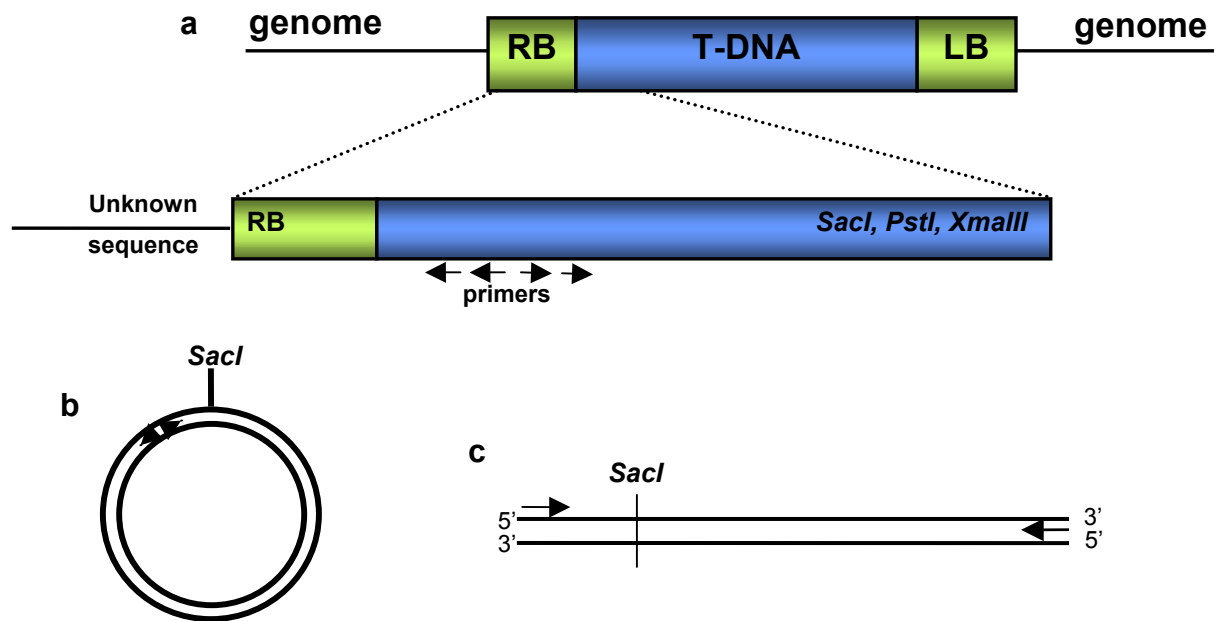 a
genome
RB
T-DNA
LB
genome
Unknown
sequence
RB
SacI, PstI, XmaIII
primers
b
SacI
c
SacI
5’
3’
3’
5’